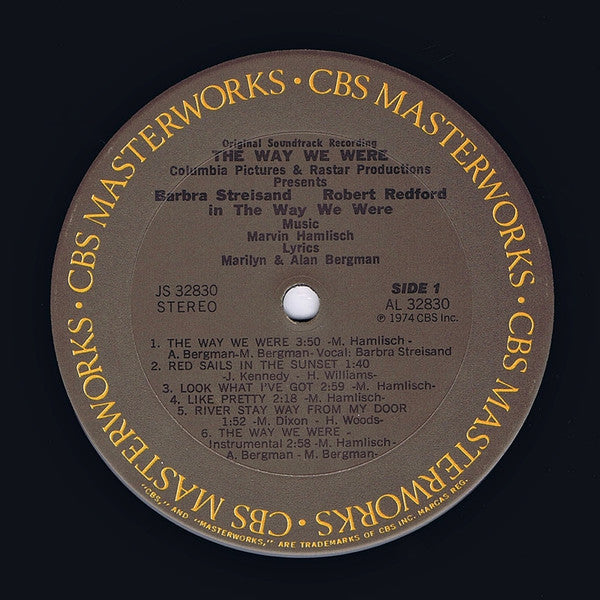 CBS MASTERWORKS • CBS MASTERWORKS • CBS MASTERWORKS • CBS MASTERWORKS •
Original Soundtrack Recording
THE WAY WE WERE
Columbia Pictures & Rastar Productions
Presents
Barbra Streisand Robert Redford
in The Way We Were
Music
Marvin Hamlisch
Lyrics
Marilyn & Alan Bergman
JS 32830
STEREO
SIDE 1
AL 32830
℗ 1974 CBS Inc.
1. THE WAY WE WERE 3:50 -M. Hamlisch -
A. Bergman-M. Bergman-Vocal: Barbra Streisand
2. RED SAILS IN THE SUNSET 1:40
-J. Kennedy - H. Williams-
3. LOOK WHAT I'VE GOT 2:59 -M. Hamlisch-
4. LIKE PRETTY 2:18 -M. Hamlisch-
5. RIVER STAY WAY FROM MY DOOR
1:52 -M. Dixon - H. Woods-
6. THE WAY WE WERE -
Instrumental 2:58 -M. Hamlisch-
A. Bergman - M. Bergman-
"CBS," AND "MASTERWORKS," ARE TRADEMARKS OF CBS INC. MARCAS REG.